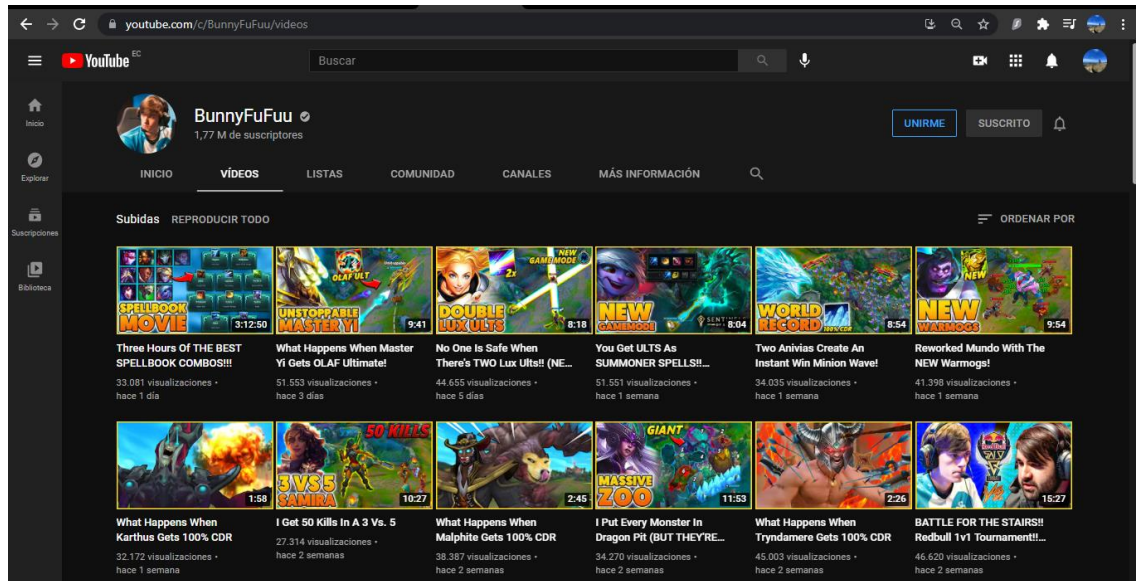 youtube.com/c/BunnyFuFuu/videos
YouTube EC
Buscar
Inicio
Explorar
Suscripciones
Biblioteca
BunnyFuFuu
1,77 M de suscriptores
UNIRME
SUSCRITO
INICIO VÍDEOS LISTAS COMUNIDAD CANALES MÁS INFORMACIÓN
Subidas REPRODUCIR TODO
ORDENAR POR
SPELLBOOK
MOVIE
3:12:50
Three Hours Of THE BEST
SPELLBOOK COMBOS!!!
33.081 visualizaciones •
hace 1 día
OLAF ULT
UNSTOPPABLE
MASTER YI
9:41
What Happens When Master
Yi Gets OLAF Ultimate!
51.553 visualizaciones •
hace 3 días
NEW
GAMEMODE
2x
DOUBLE
LUX ULTS
8:18
No One Is Safe When
There's TWO Lux Ults!! (NE...
44.655 visualizaciones •
hace 5 días
NEW
GAMEMODE
8:04
You Get ULTS As
SUMMONER SPELLS!!...
51.551 visualizaciones •
hace 1 semana
WORLD
RECORD
100% CDR
8:54
Two Anivias Create An
Instant Win Minion Wave!
34.035 visualizaciones •
hace 1 semana
NEW
NEW
WARMOGS
9:54
Reworked Mundo With The
NEW Warmogs!
41.398 visualizaciones •
hace 1 semana
1:58
What Happens When
Karthus Gets 100% CDR
32.172 visualizaciones •
hace 1 semana
50 KILLS
3 VS 5
SAMIRA
10:27
I Get 50 Kills In A 3 Vs. 5
27.314 visualizaciones •
hace 2 semanas
2:45
What Happens When
Malphite Gets 100% CDR
38.387 visualizaciones •
hace 2 semanas
GIANT
MASSIVE
ZOO
11:53
I Put Every Monster In
Dragon Pit (BUT THEY'RE...
34.270 visualizaciones •
hace 2 semanas
2:26
What Happens When
Tryndamere Gets 100% CDR
45.003 visualizaciones •
hace 2 semanas
15:27
BATTLE FOR THE STAIRS!!
Redbull 1v1 Tournament!!...
46.620 visualizaciones •
hace 2 semanas